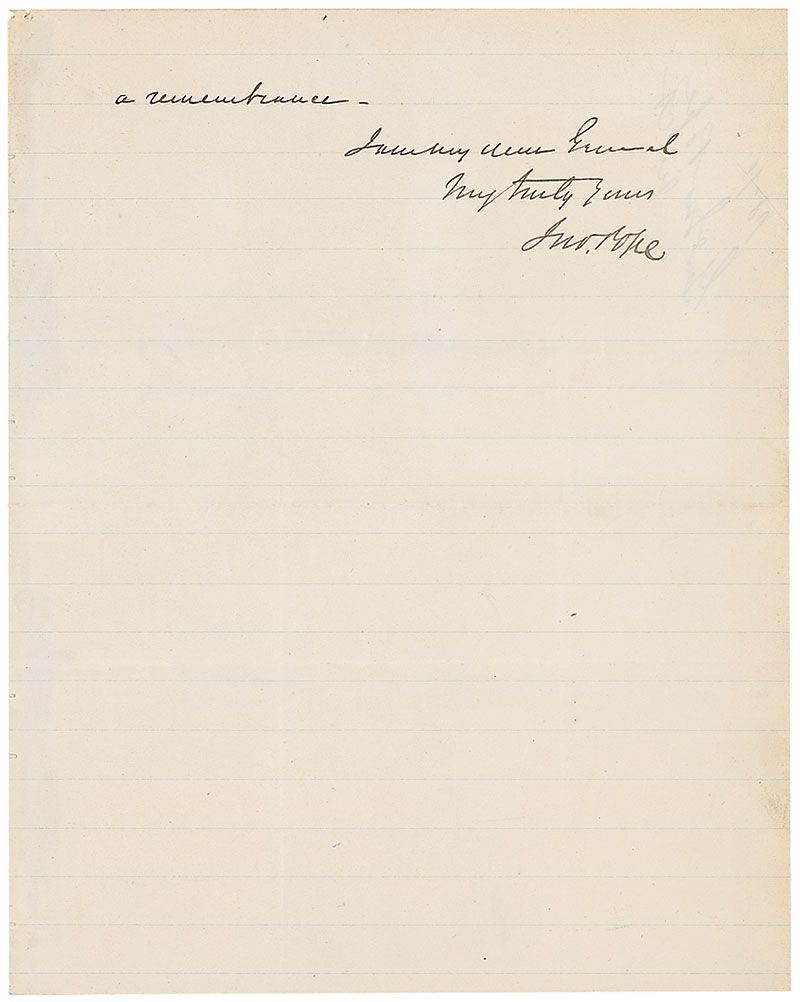 a remembrance –
I am my dear General
Very truly Yours
Jno. Pope